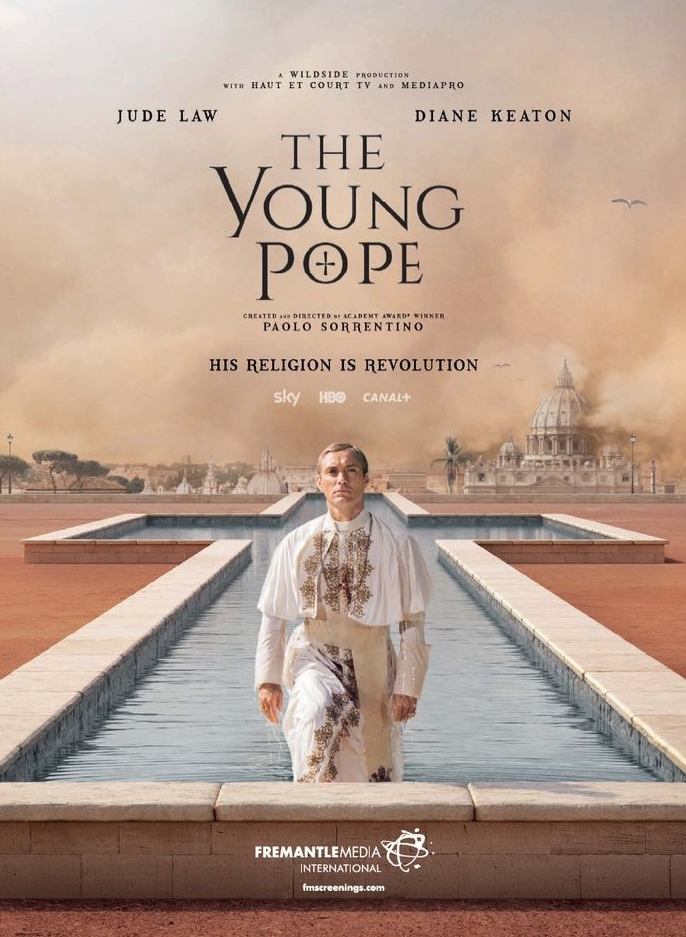 A WILDSIDE PRODUCTION
WITH HAUT ET COURT TV AND MEDIAPRO
JUDE LAW DIANE KEATON
THE
YOUNG
POPE
CREATED AND DIRECTED BY ACADEMY AWARD® WINNER
PAOLO SORRENTINO
HIS RELIGION IS REVOLUTION
sky HBO CANAL+
FREMANTLEMEDIA
INTERNATIONAL
fmscreenings.com